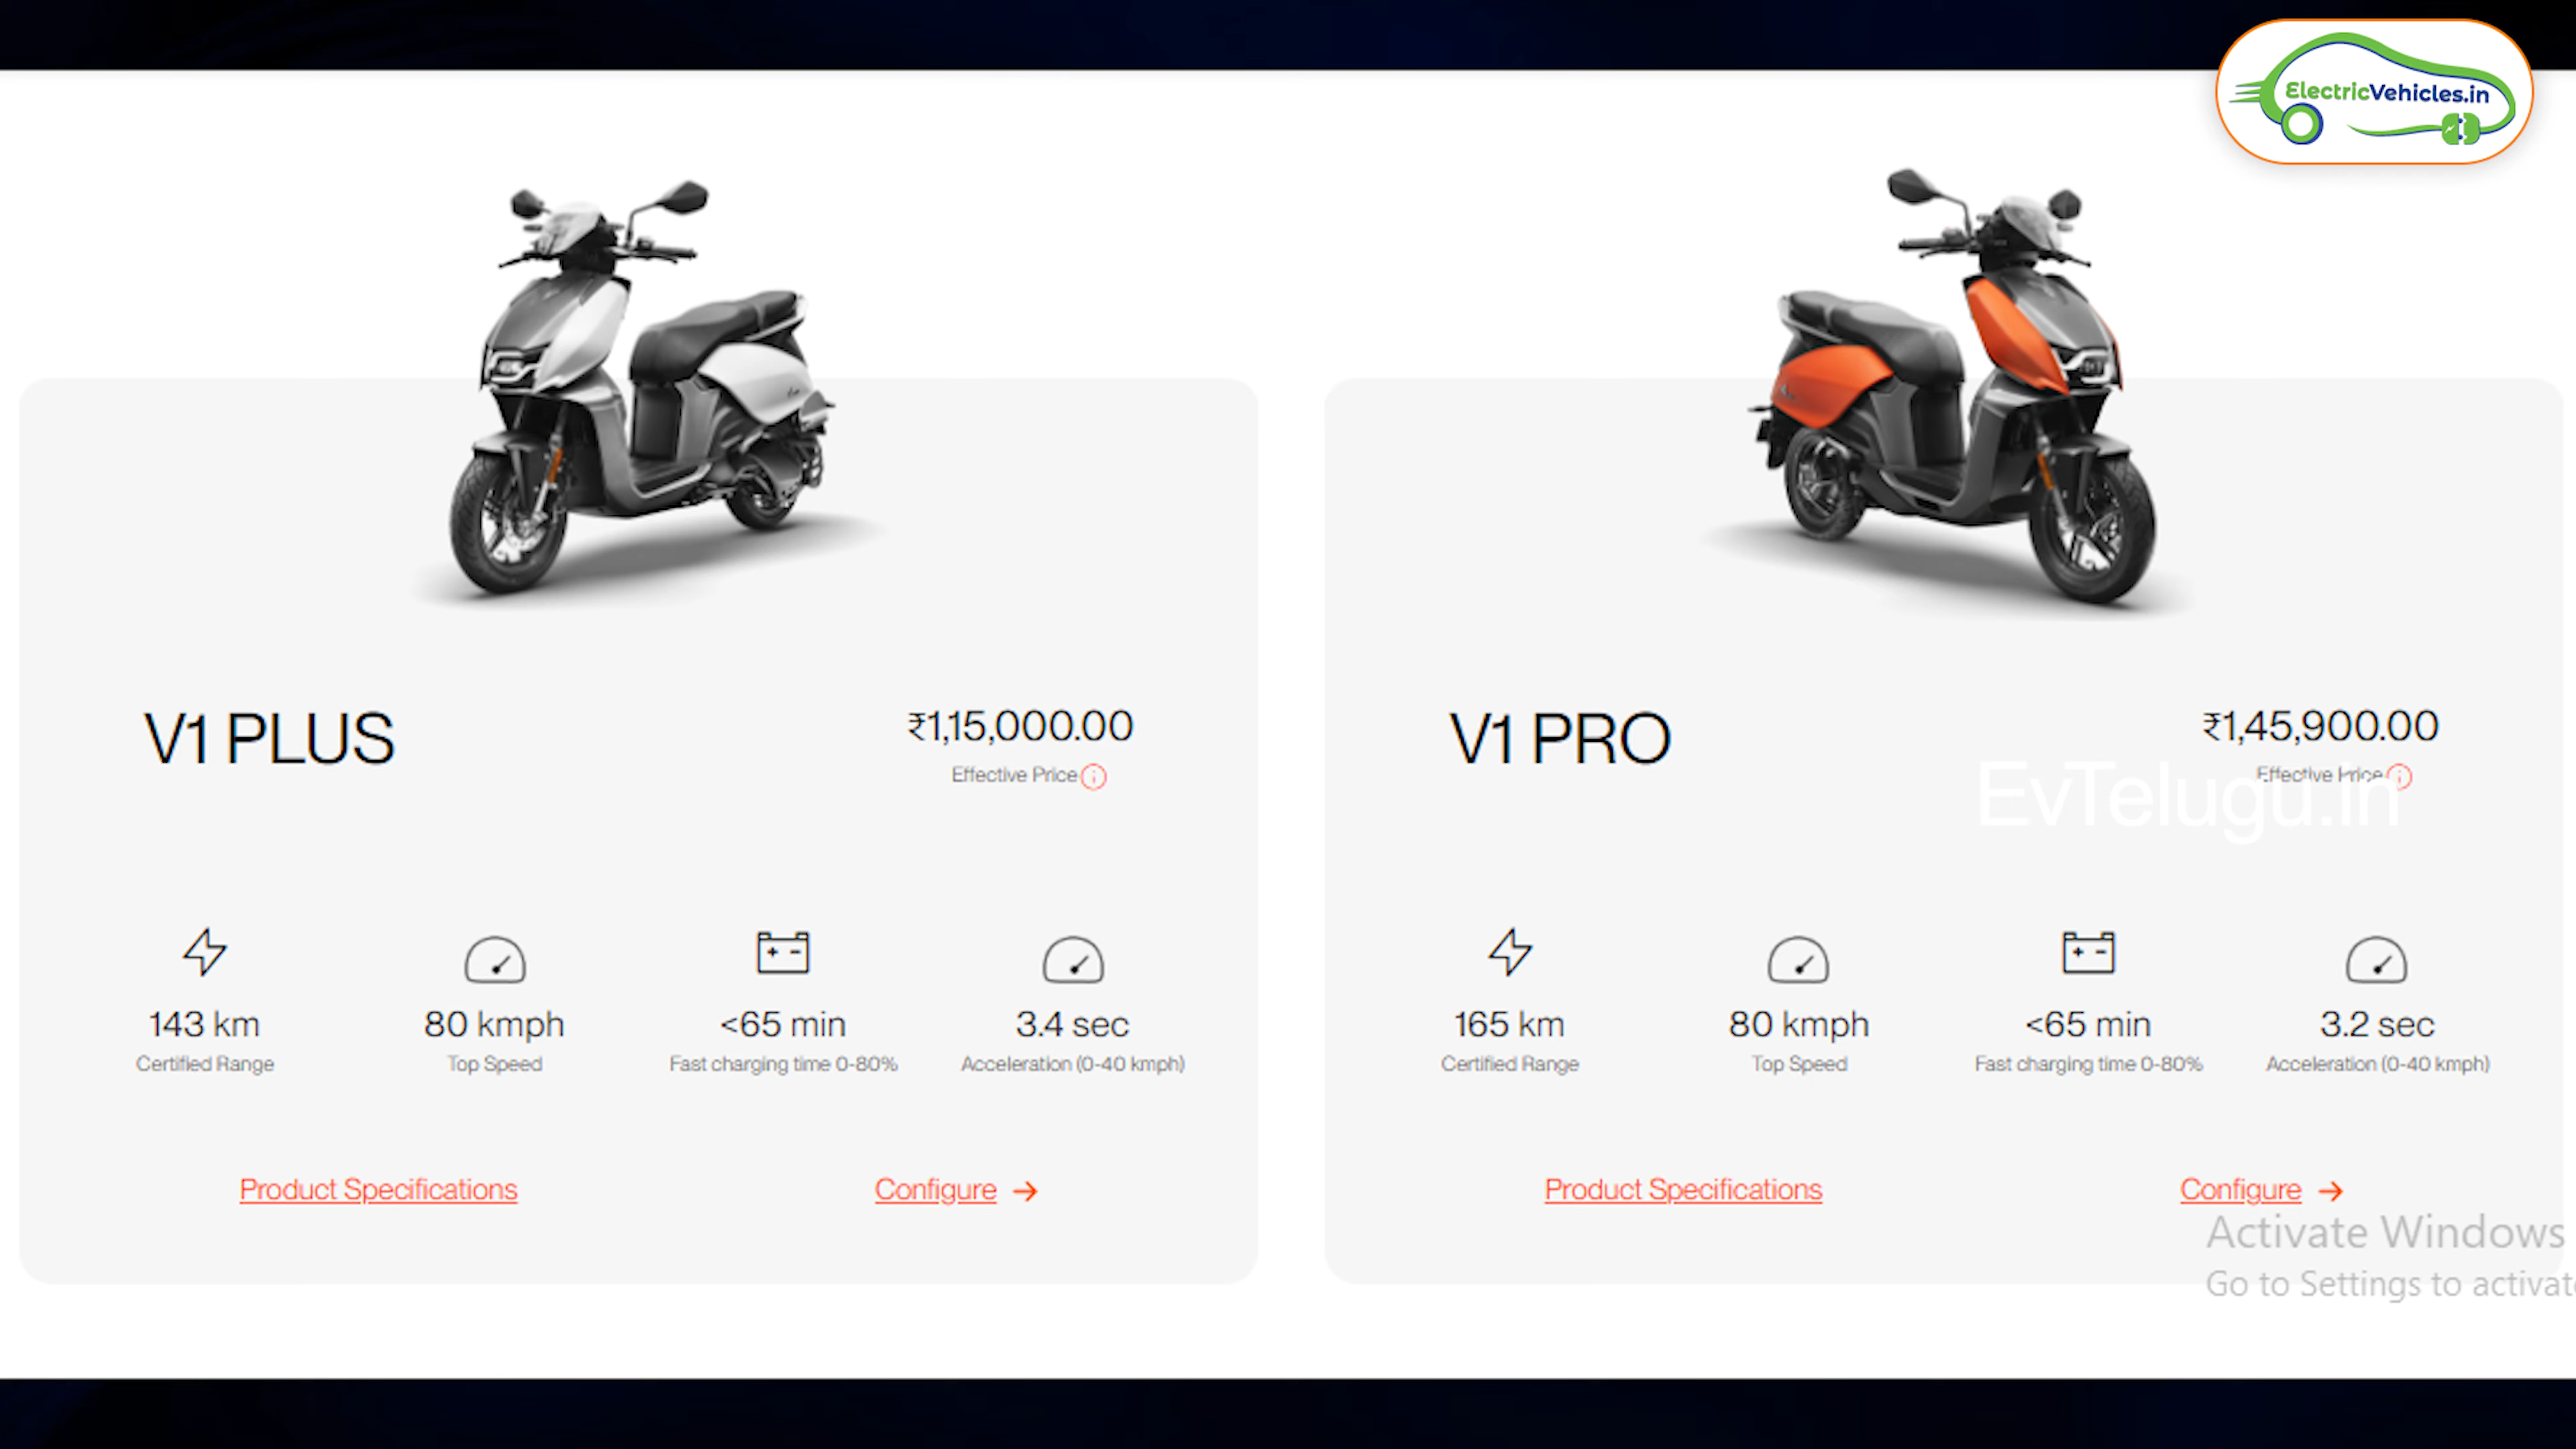 ElectricVehicles.in
V1 PLUS
₹1,15,000.00
Effective Price
143 km
Certified Range
80 kmph
Top Speed
<65 min
Fast charging time 0-80%
3.4 sec
Acceleration (0-40 kmph)
Product Specifications
Configure →
V1 PRO
₹1,45,900.00
Effective Price
EvTelugu.in
165 km
Certified Range
80 kmph
Top Speed
<65 min
Fast charging time 0-80%
3.2 sec
Acceleration (0-40 kmph)
Product Specifications
Configure →
Activate Windows
Go to Settings to activat